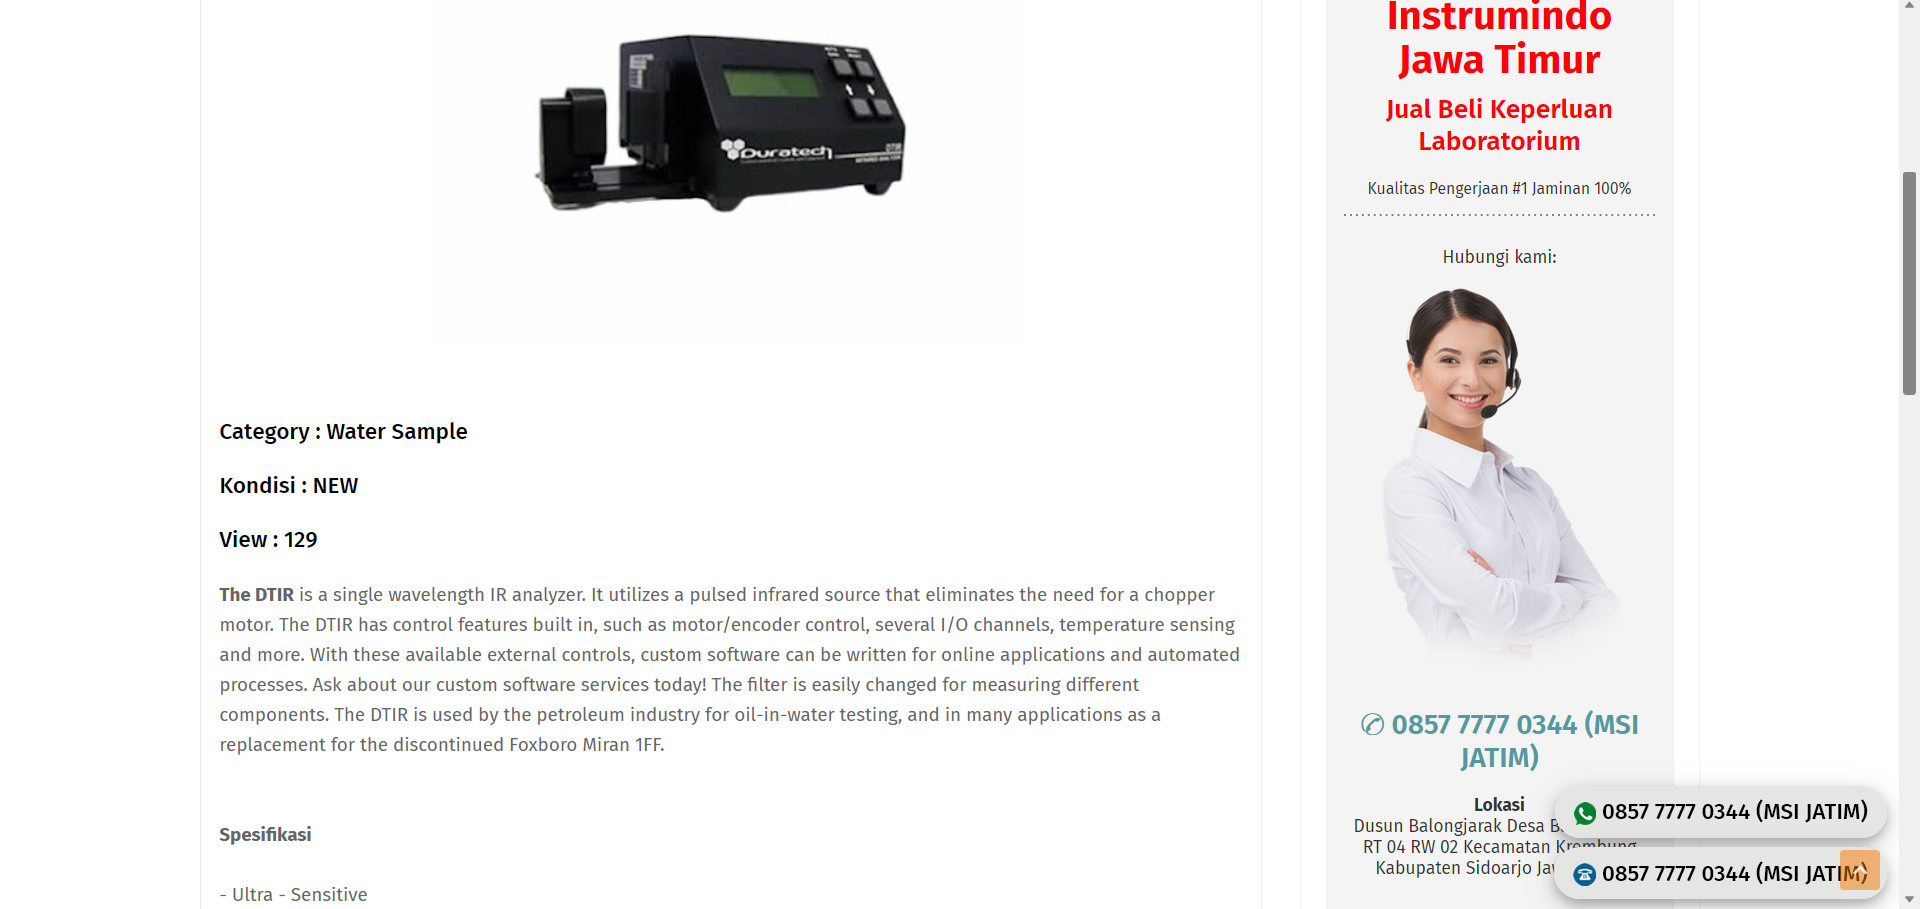 Duratech
DTIR
Category : Water Sample
Kondisi : NEW
View : 129
The DTIR is a single wavelength IR analyzer. It utilizes a pulsed infrared source that eliminates the need for a chopper
motor. The DTIR has control features built in, such as motor/encoder control, several I/O channels, temperature sensing
and more. With these available external controls, custom software can be written for online applications and automated
processes. Ask about our custom software services today! The filter is easily changed for measuring different
components. The DTIR is used by the petroleum industry for oil-in-water testing, and in many applications as a
replacement for the discontinued Foxboro Miran 1FF.
Spesifikasi
- Ultra - Sensitive
Instrumindo
Jawa Timur
Jual Beli Keperluan
Laboratorium
Kualitas Pengerjaan #1 Jaminan 100%
Hubungi kami:
✆ 0857 7777 0344 (MSI
JATIM)
Lokasi
Dusun Balongjarak Desa
RT 04 RW 02 Kecamatan Krembung
Kabupaten Sidoarjo
0857 7777 0344 (MSI JATIM)
0857 7777 0344 (MSI JATIM)